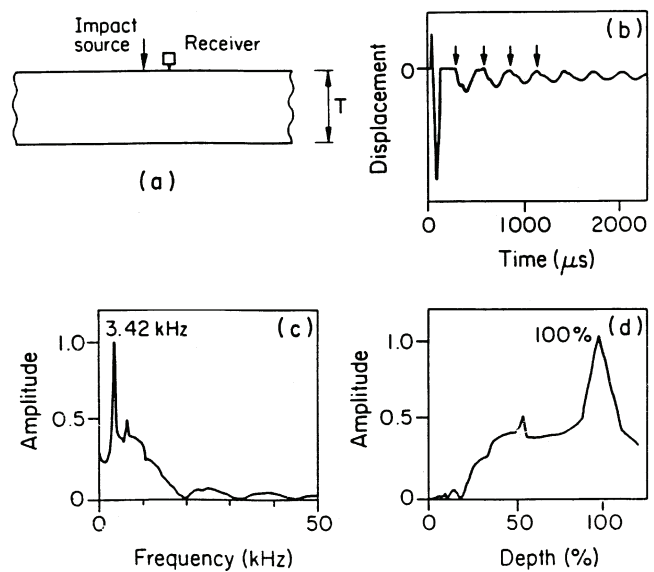 Impact
source
Receiver
T
(a)
(b)
Displacement
0
0
1000
2000
Time (μs)
(c)
3.42 kHz
Amplitude
1.0
0.5
0
0
50
Frequency (kHz)
(d)
100%
Amplitude
1.0
0.5
0
0
50
100
Depth (%)